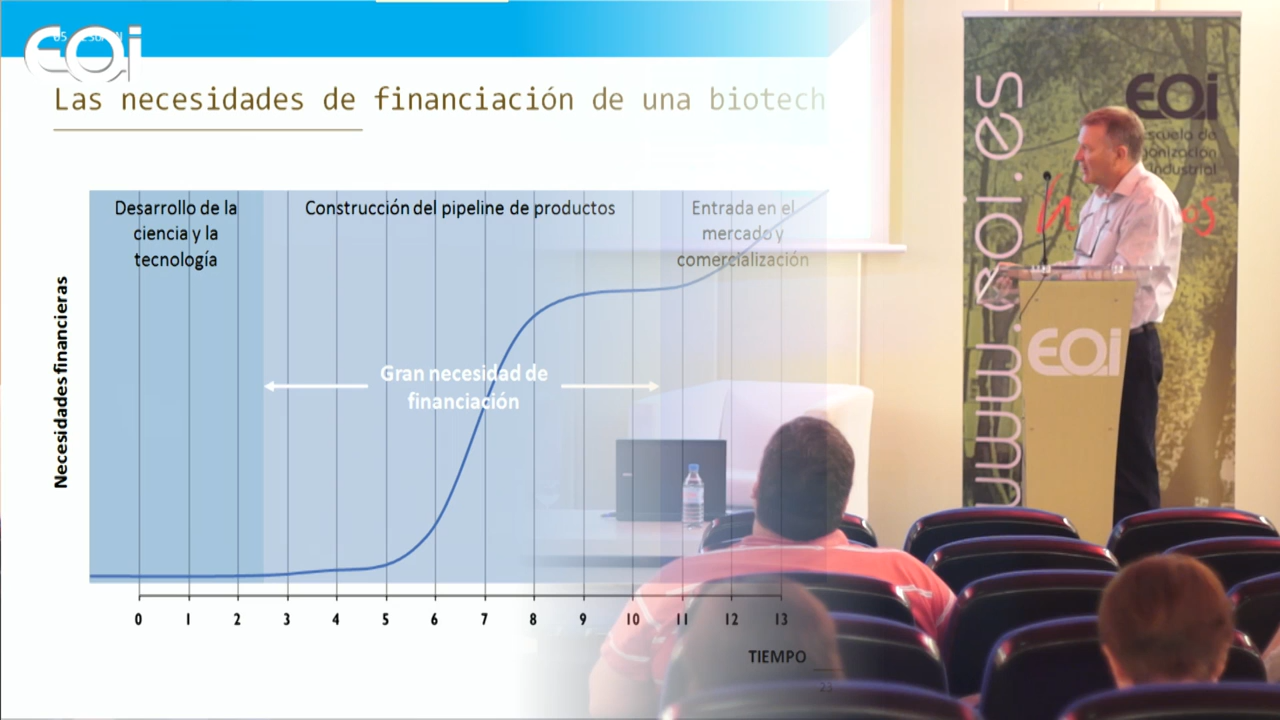 EOi
Las necesidades de financiación de una biotech
Desarrollo de la
ciencia y la
tecnología
Construcción del pipeline de productos
Entrada en el
mercado y
comercialización
Necesidades financieras
Gran necesidad de
financiación
0 1 2 3 4 5 6 7 8 9 10 11 12 13
TIEMPO
23
www.eoi.es
EOi
escuela de
organización
industrial
EOi